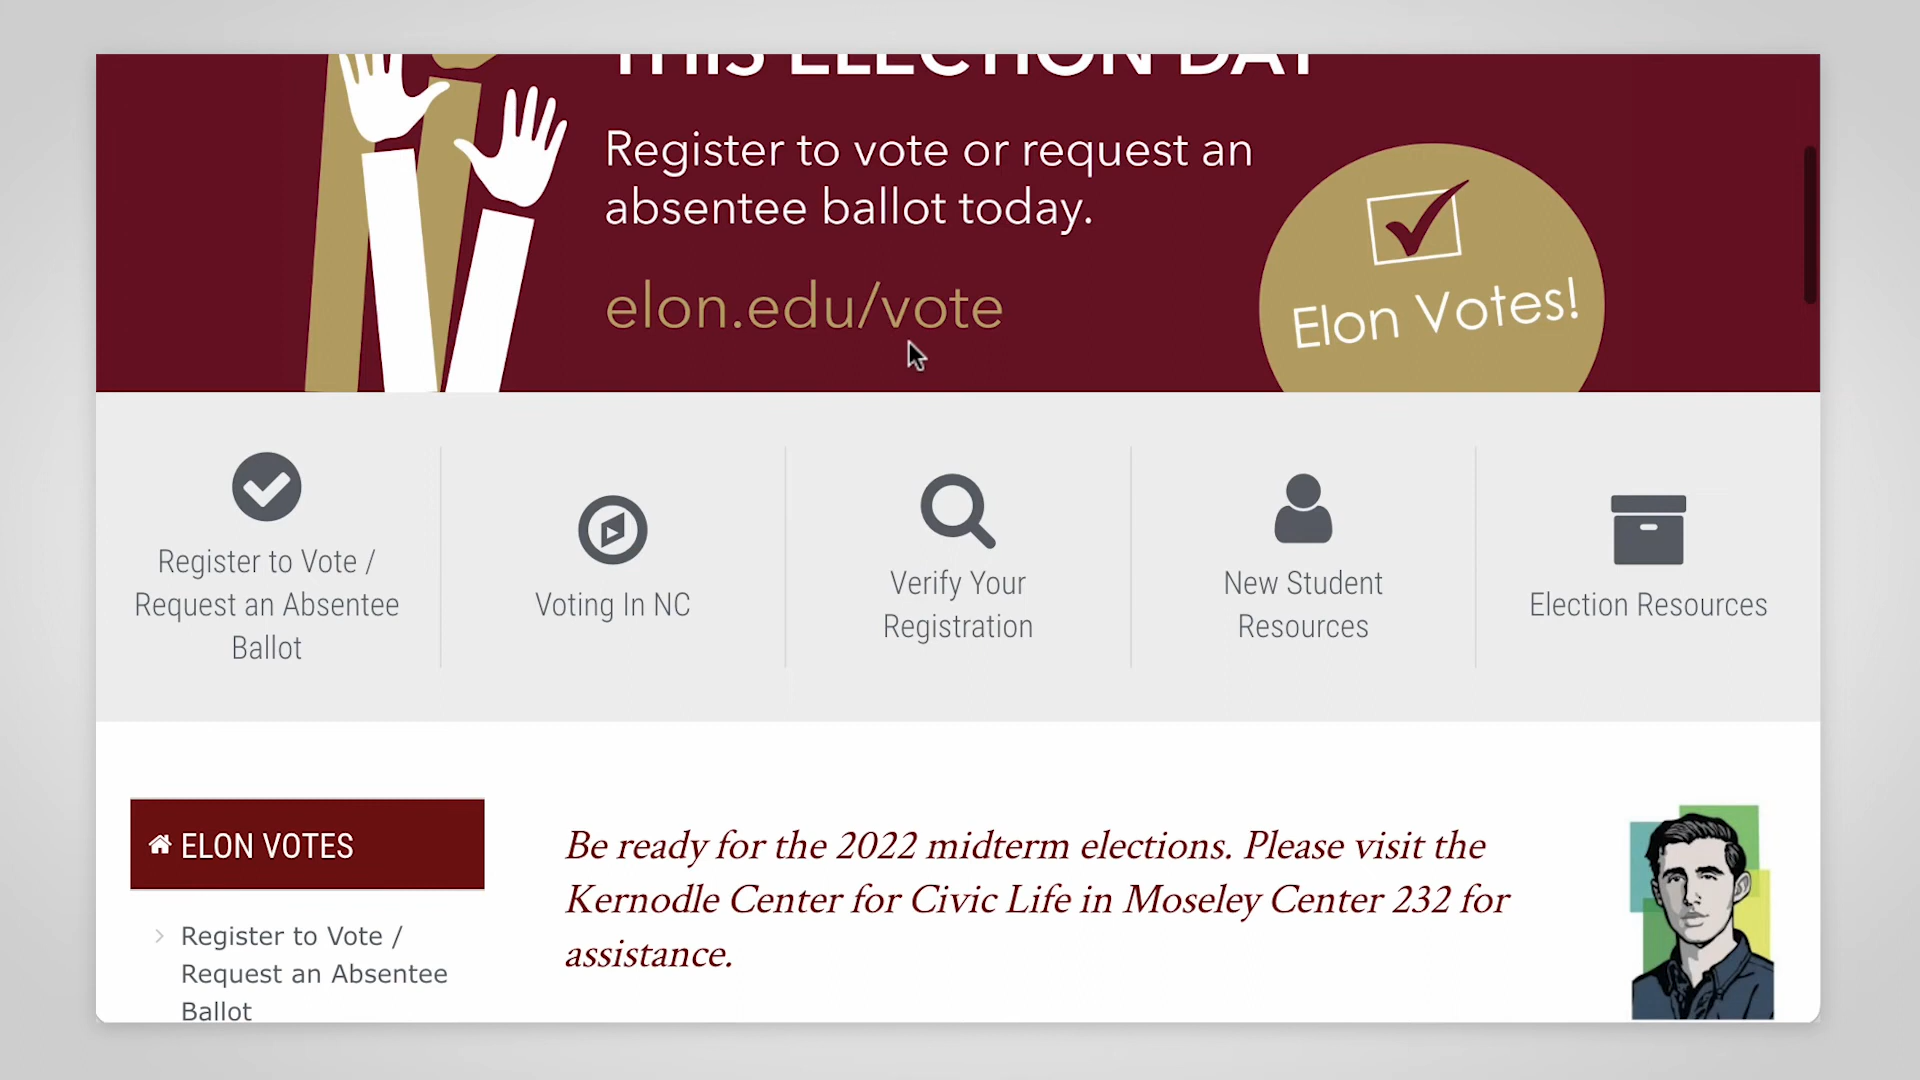 THIS ELECTION DAY
Register to vote or request an
absentee ballot today.
elon.edu/vote
Elon Votes!
Register to Vote /
Request an Absentee
Ballot
Voting In NC
Verify Your
Registration
New Student
Resources
Election Resources
ELON VOTES
Register to Vote /
Request an Absentee
Ballot
Be ready for the 2022 midterm elections. Please visit the
Kernodle Center for Civic Life in Moseley Center 232 for
assistance.